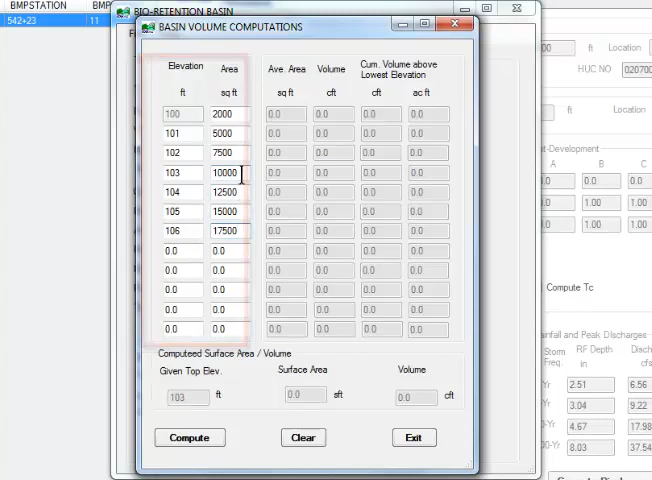 BMPSTATION
542+23
11
BIO-RETENTION BASIN
BASIN VOLUME COMPUTATIONS
Elevation Area Ave. Area Volume Cum. Volume above
Lowest Elevation
ft sq ft sq ft cft cft ac ft
100 2000 0.0 0.0 0.0 0.0
101 5000 0.0 0.0 0.0 0.0
102 7500 0.0 0.0 0.0 0.0
103 10000 0.0 0.0 0.0 0.0
104 12500 0.0 0.0 0.0 0.0
105 15000 0.0 0.0 0.0 0.0
106 17500 0.0 0.0 0.0 0.0
0.0 0.0 0.0 0.0 0.0 0.0
0.0 0.0 0.0 0.0 0.0 0.0
0.0 0.0 0.0 0.0 0.0 0.0
0.0 0.0 0.0 0.0 0.0 0.0
0.0 0.0 0.0 0.0 0.0 0.0
Computeed Surface Area / Volume
Given Top Elev. Surface Area Volume
103 ft 0.0 sft 0.0 cft
Compute Clear Exit
ft Location
HUC NO 020700
ft Location
A B C
0.0 0.0
1.00 1.00
1.00 1.00
Compute Tc
Storm RF Depth
Freq. in cfs
2.51 6.56
3.04 9.22
4.67 17.98
8.03 37.54